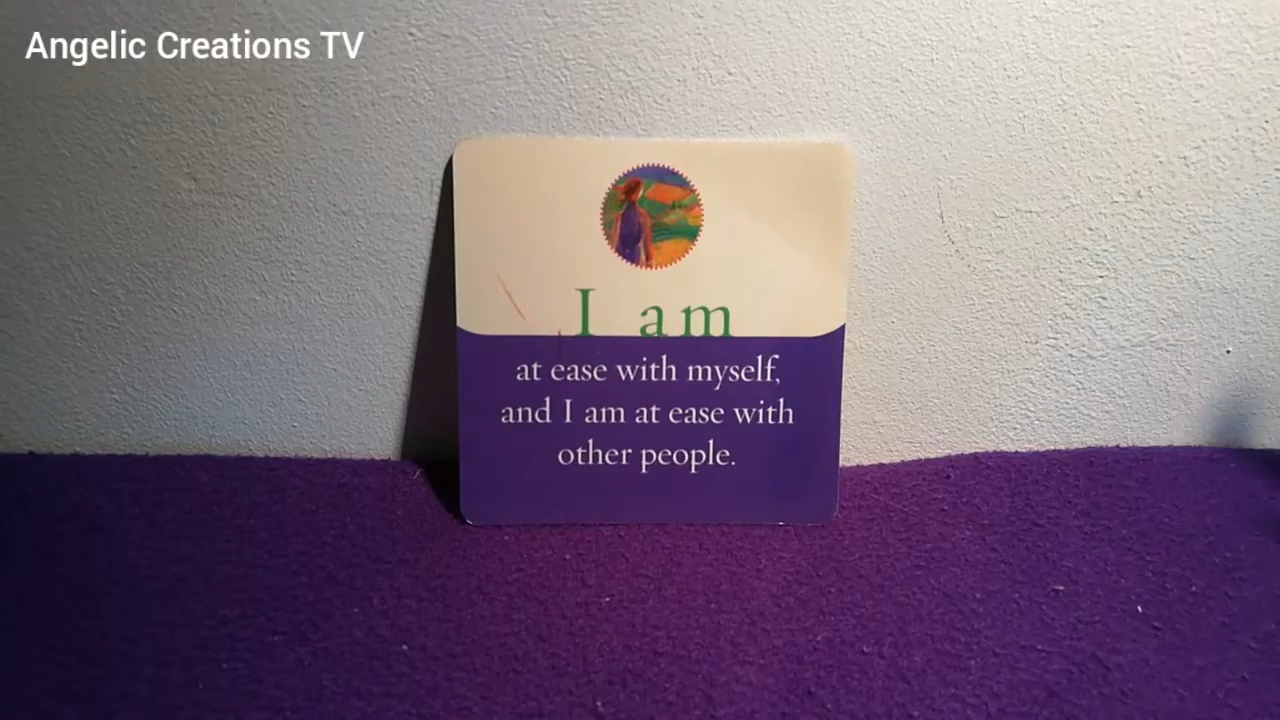 Angelic Creations TV
I am
at ease with myself,
and I am at ease with
other people.